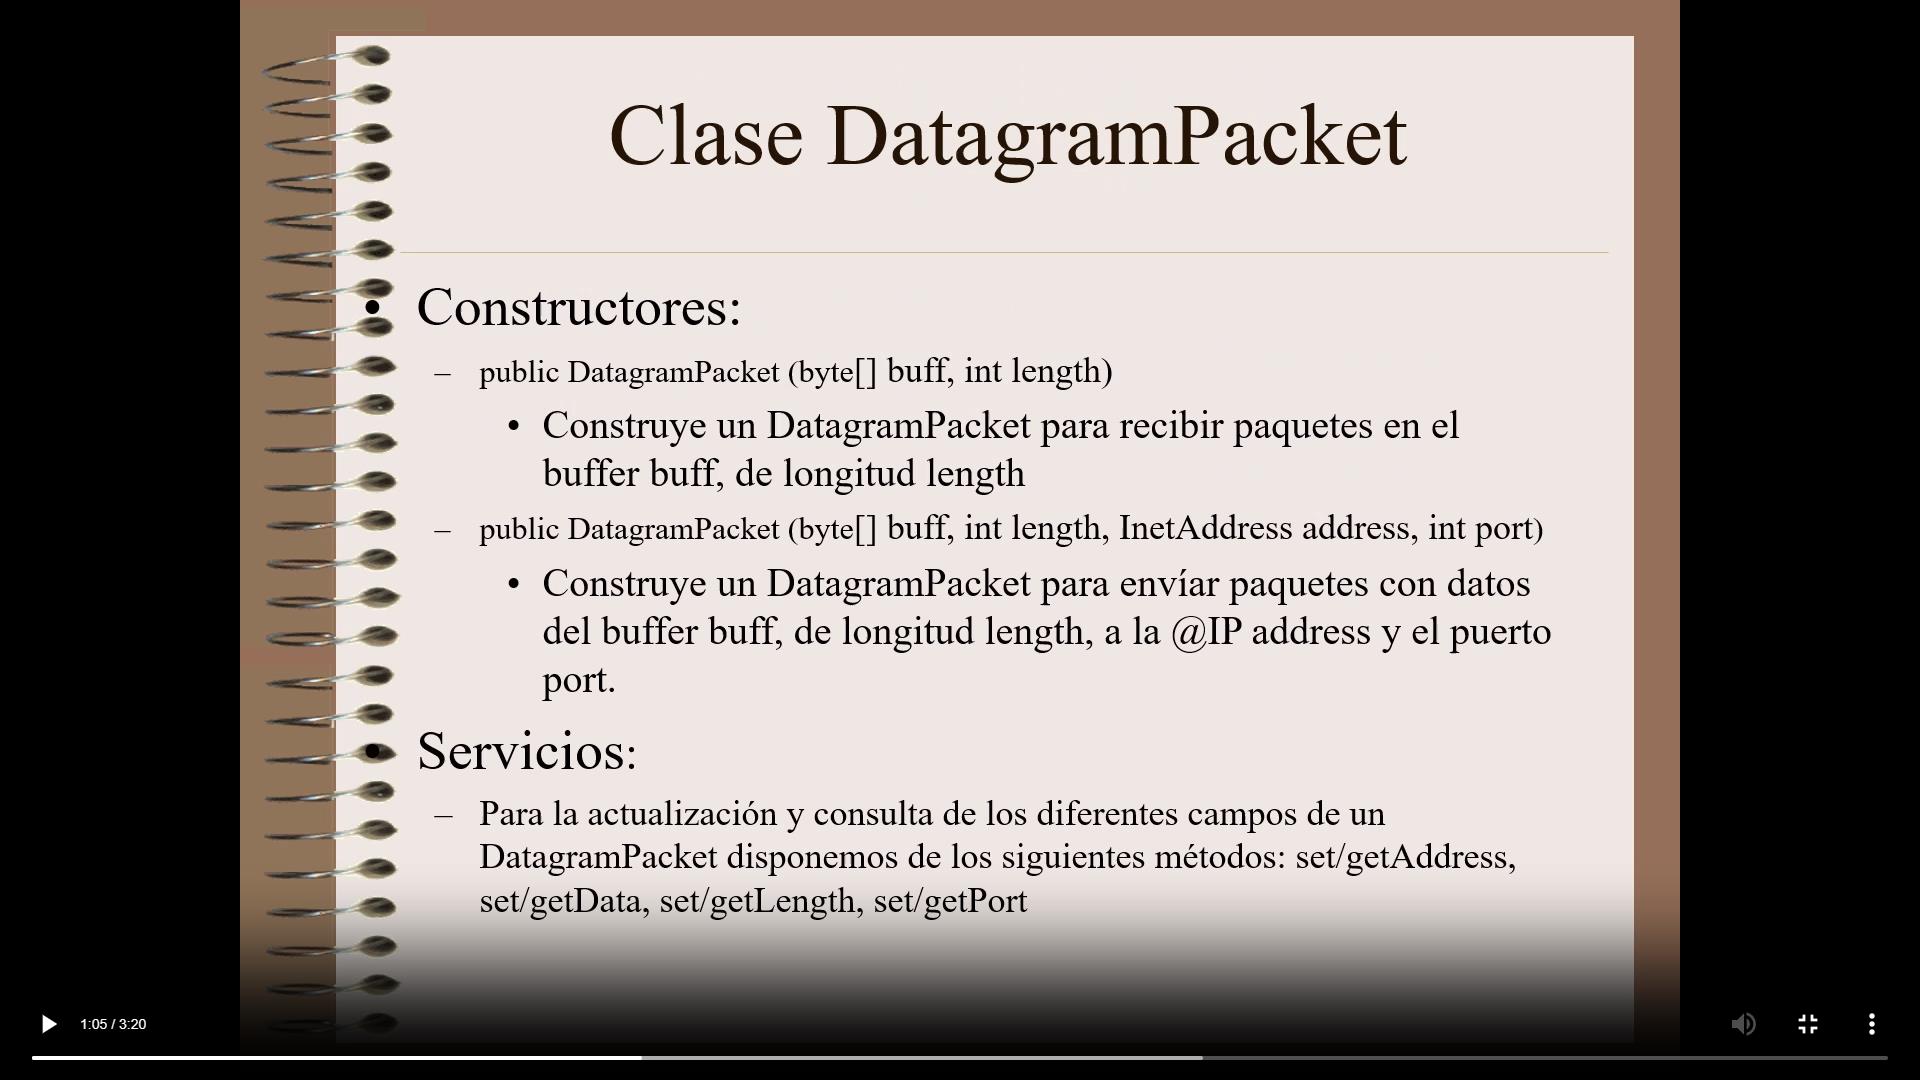 Clase DatagramPacket
• Constructores:
– public DatagramPacket (byte[] buff, int length)
• Construye un DatagramPacket para recibir paquetes en el
buffer buff, de longitud length
– public DatagramPacket (byte[] buff, int length, InetAddress address, int port)
• Construye un DatagramPacket para envíar paquetes con datos
del buffer buff, de longitud length, a la @IP address y el puerto
port.
• Servicios:
– Para la actualización y consulta de los diferentes campos de un
DatagramPacket disponemos de los siguientes métodos: set/getAddress,
set/getData, set/getLength, set/getPort
1:05 / 3:20